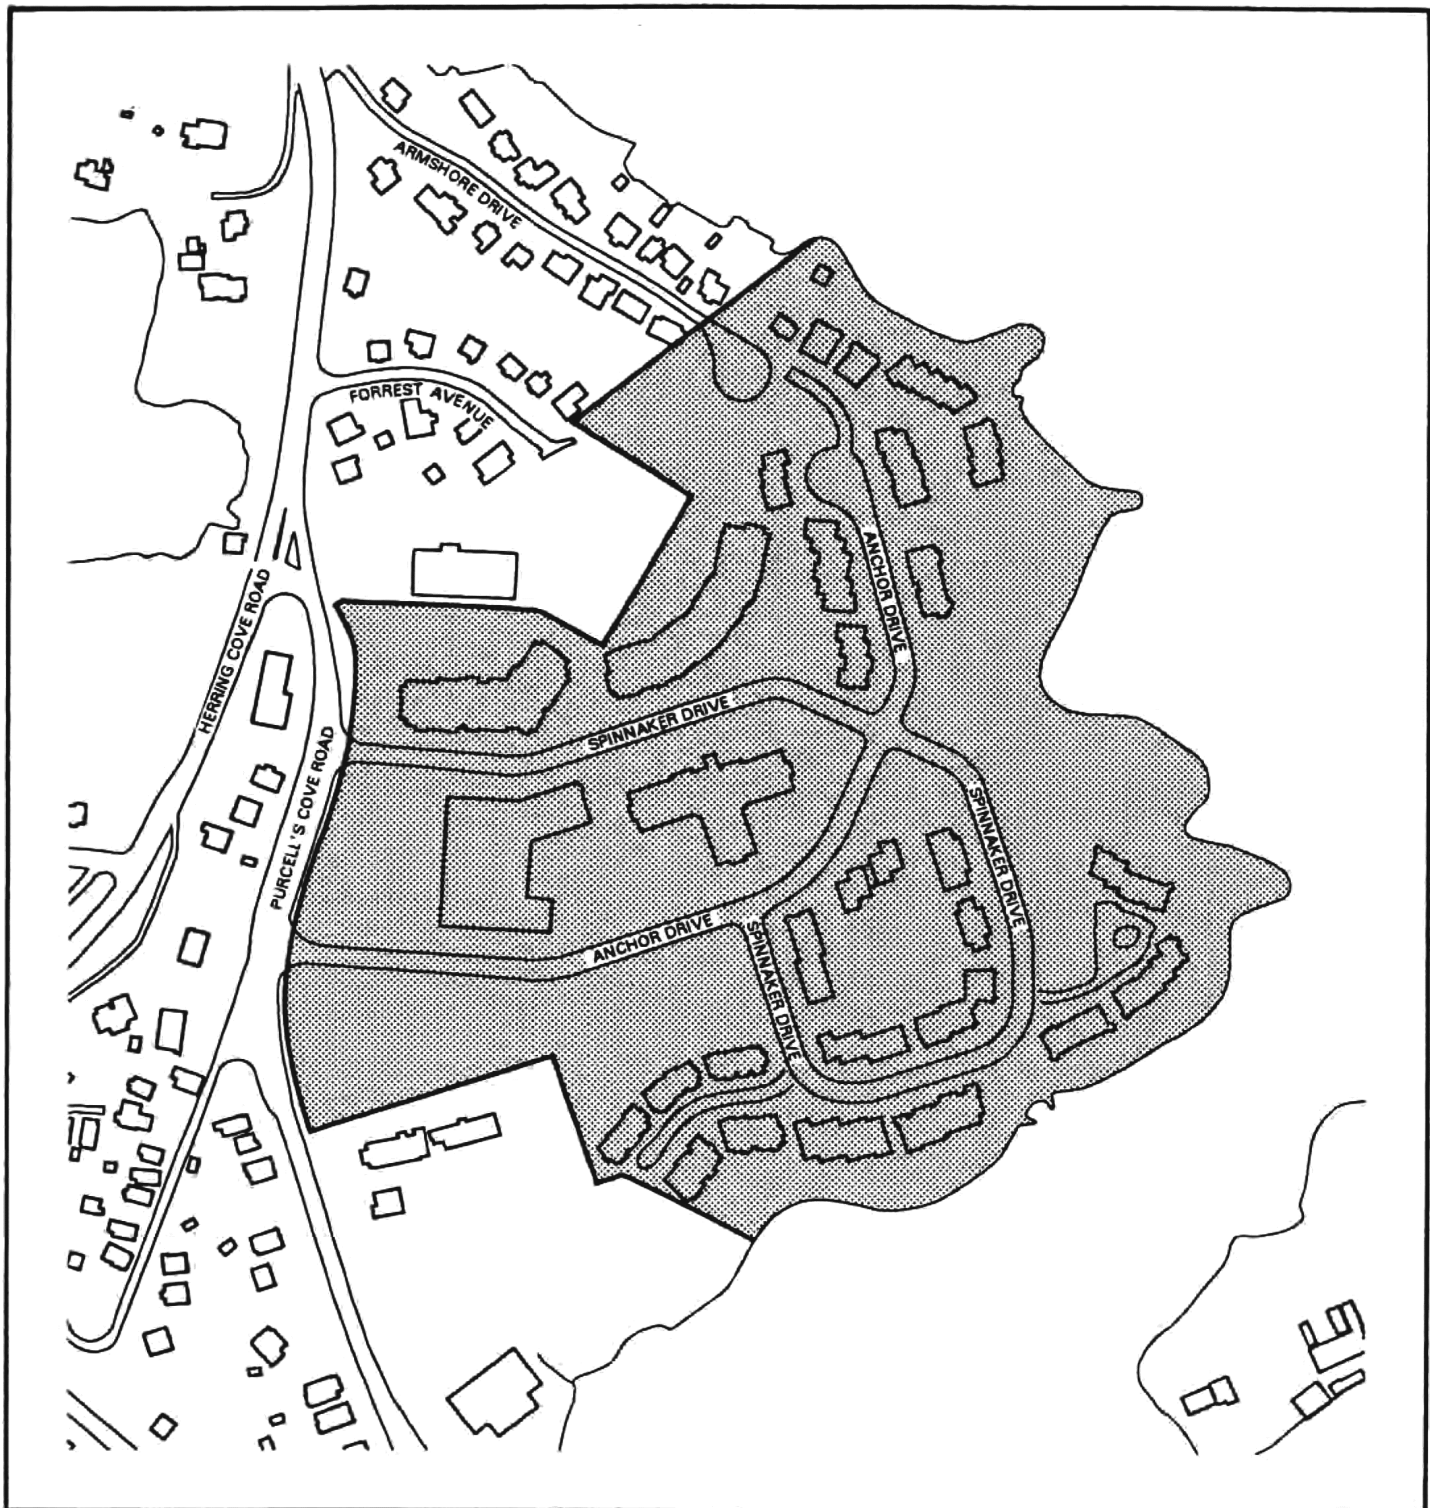 ARMSHORE DRIVE
FORREST AVENUE
ANCHOR DRIVE
HERRING COVE ROAD
SPINNAKER DRIVE
PURCELL'S COVE ROAD
SPINNAKER DRIVE
ANCHOR DRIVE
SPINNAKER DRIVE